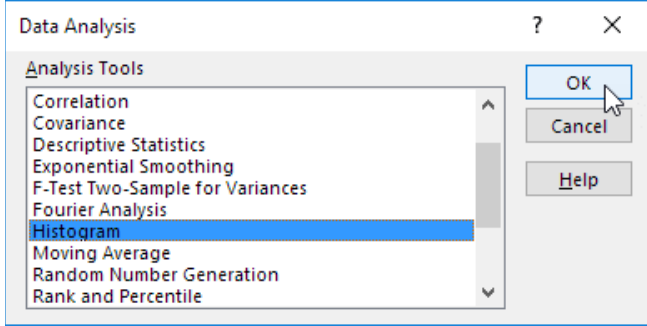 Data Analysis ?
Analysis Tools
Correlation
Covariance
Descriptive Statistics
Exponential Smoothing
F-Test Two-Sample for Variances
Fourier Analysis
Histogram
Moving Average
Random Number Generation
Rank and Percentile
OK
Cancel
Help